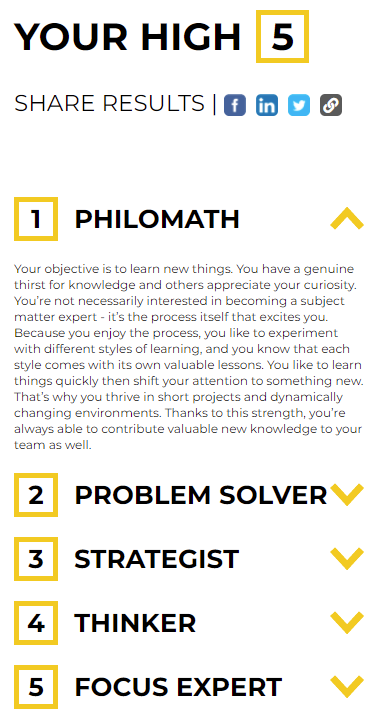 YOUR HIGH 5
SHARE RESULTS |
1 PHILOMATH
Your objective is to learn new things. You have a genuine
thirst for knowledge and others appreciate your curiosity.
You're not necessarily interested in becoming a subject
matter expert - it's the process itself that excites you.
Because you enjoy the process, you like to experiment
with different styles of learning, and you know that each
style comes with its own valuable lessons. You like to learn
things quickly then shift your attention to something new.
That's why you thrive in short projects and dynamically
changing environments. Thanks to this strength, you're
always able to contribute valuable new knowledge to your
team as well.
2 PROBLEM SOLVER
3 STRATEGIST
4 THINKER
5 FOCUS EXPERT